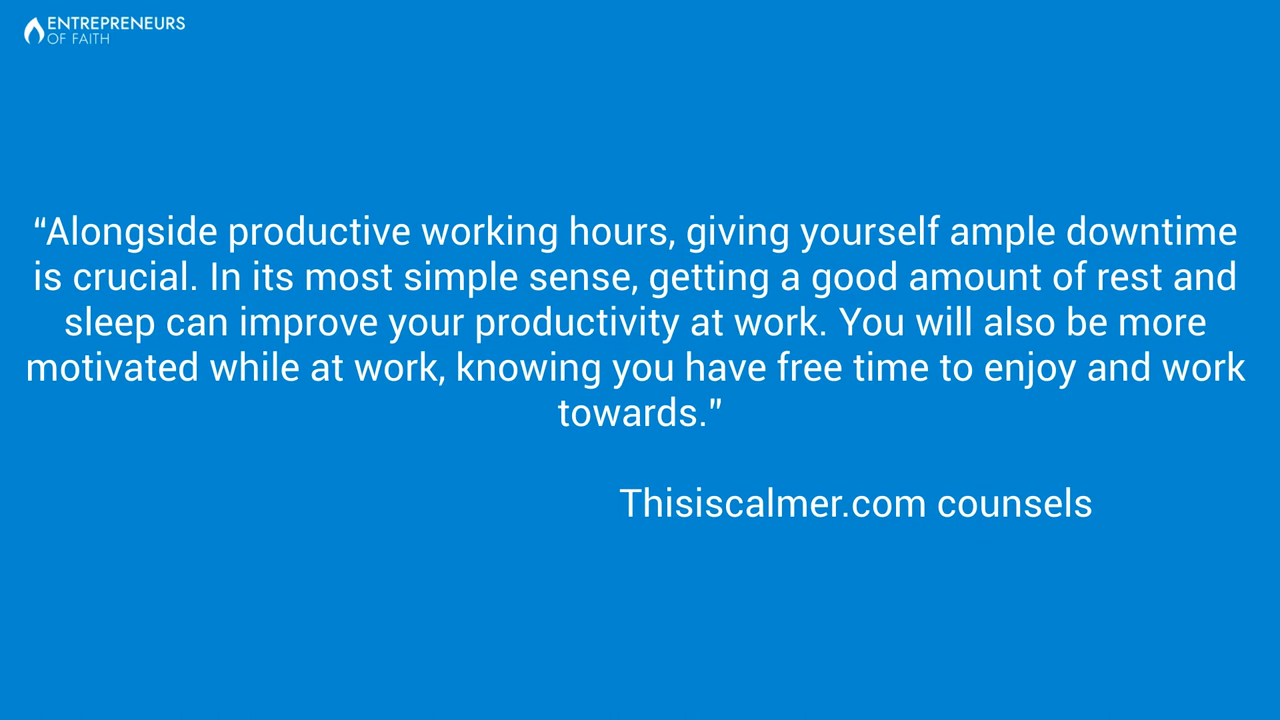 ENTREPRENEURS
OF FAITH
“Alongside productive working hours, giving yourself ample downtime
is crucial. In its most simple sense, getting a good amount of rest and
sleep can improve your productivity at work. You will also be more
motivated while at work, knowing you have free time to enjoy and work
towards.”
Thisiscalmer.com counsels